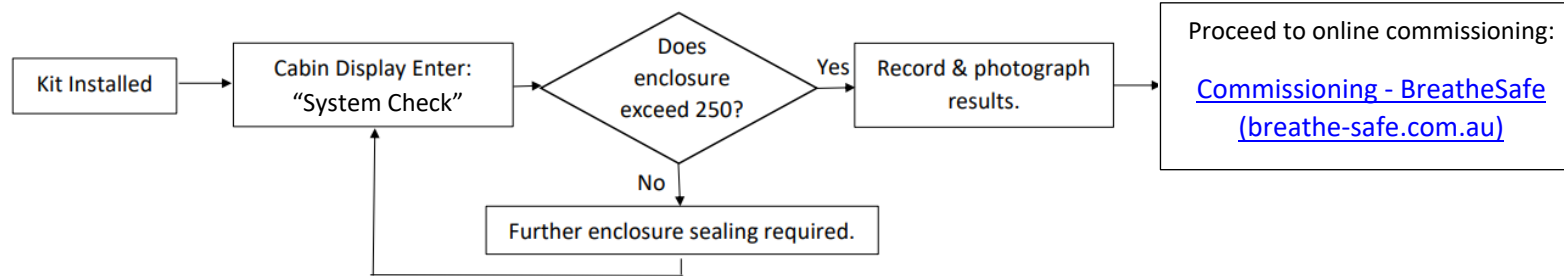 Kit Installed
Cabin Display Enter:
“System Check”
Does
enclosure
exceed 250?
Yes
Record & photograph
results.
Proceed to online commissioning:
Commissioning - BreatheSafe
(breathe-safe.com.au)
No
Further enclosure sealing required.